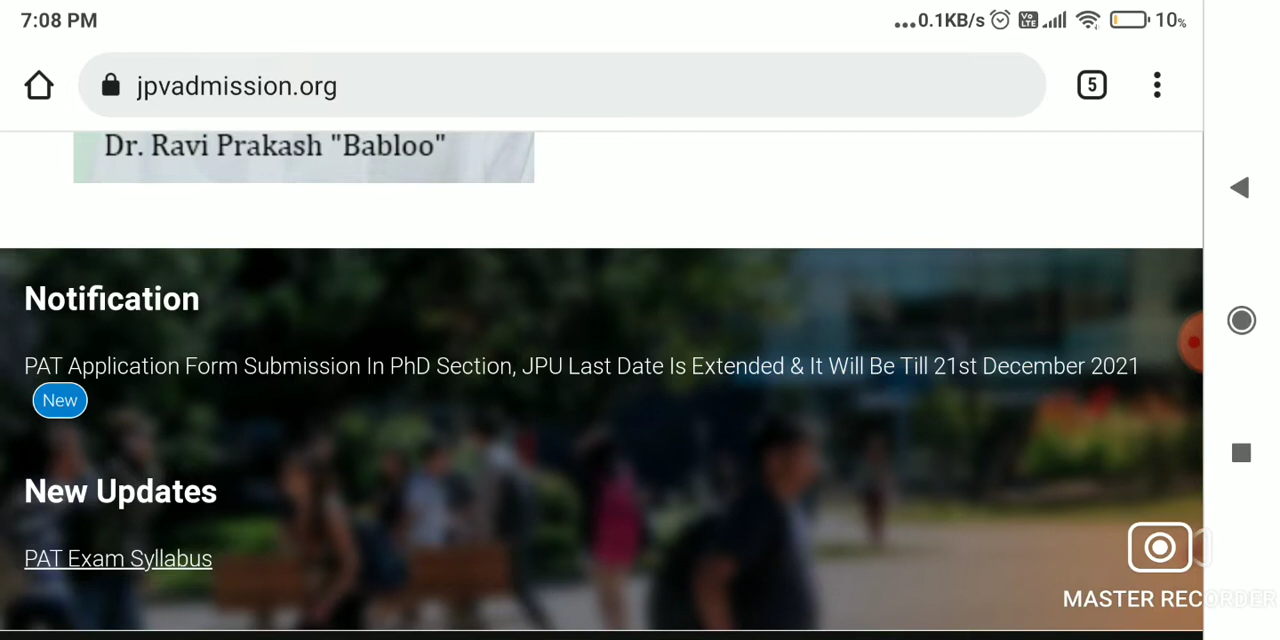 7:08 PM
...0.1KB/s Vo LTE 10%
jpvadmission.org
5
Dr. Ravi Prakash "Babloo"
Notification
PAT Application Form Submission In PhD Section, JPU Last Date Is Extended & It Will Be Till 21st December 2021
New
New Updates
PAT Exam Syllabus
MASTER RECORDER